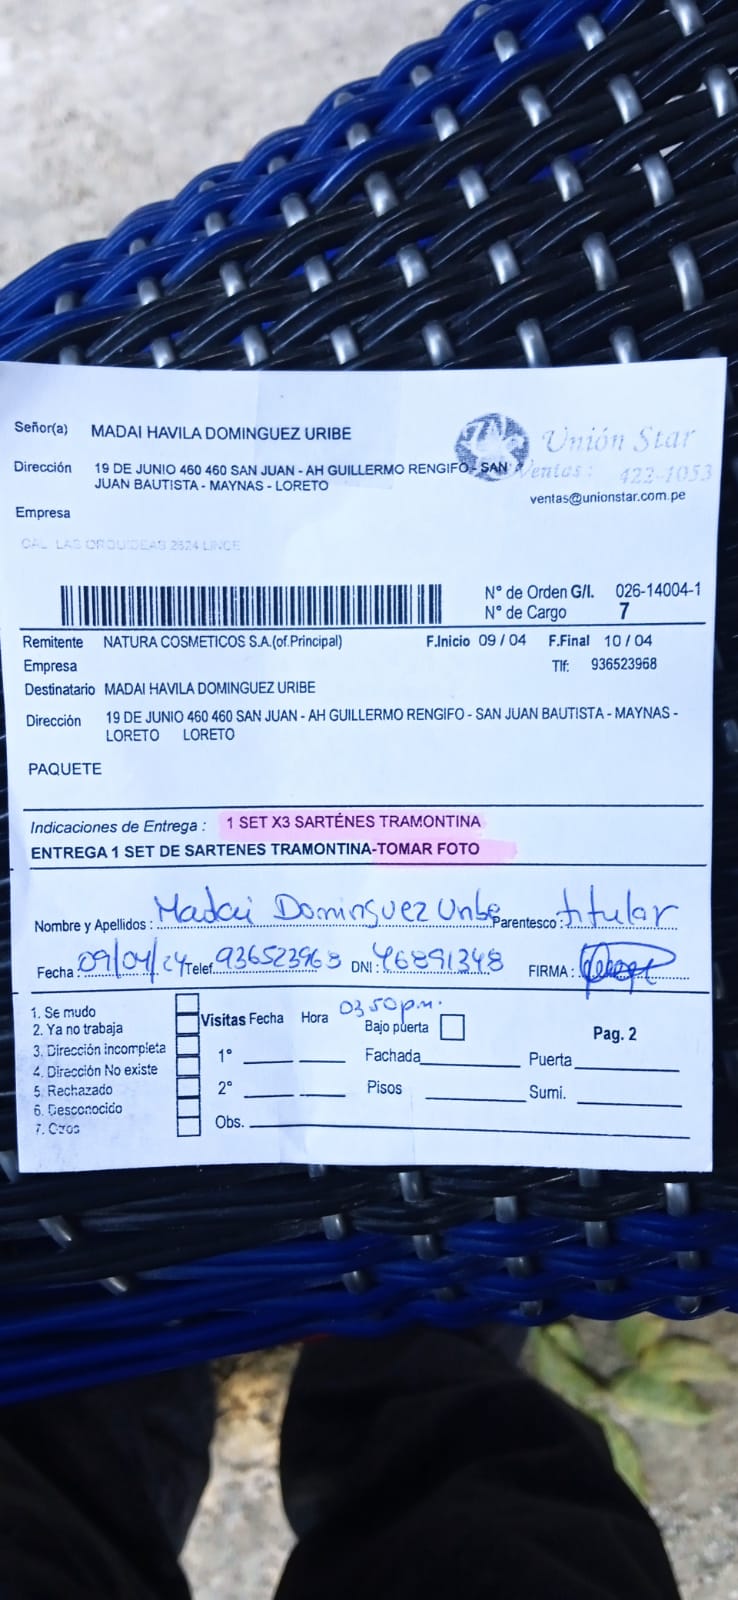 Señor(a) MADAI HAVILA DOMINGUEZ URIBE
Unión Star
Dirección 19 DE JUNIO 460 460 SAN JUAN - AH GUILLERMO RENGIFO - SAN
Ventas: 422-1053
JUAN BAUTISTA - MAYNAS - LORETO
ventas@unionstar.com.pe
Empresa
CAL. LAS ORQUIDEAS 2624 LINCE
N° de Orden G/I. 026-14004-1
N° de Cargo 7
Remitente NATURA COSMETICOS S.A.(of.Principal) F.Inicio 09 / 04 F.Final 10 / 04
Empresa Tlf: 936523968
Destinatario MADAI HAVILA DOMINGUEZ URIBE
Dirección 19 DE JUNIO 460 460 SAN JUAN - AH GUILLERMO RENGIFO - SAN JUAN BAUTISTA - MAYNAS -
LORETO LORETO
PAQUETE
Indicaciones de Entrega : 1 SET X3 SARTÉNES TRAMONTINA
ENTREGA 1 SET DE SARTENES TRAMONTINA-TOMAR FOTO
Nombre y Apellidos : Madai Dominguez Uribe Parentesco : titular
Fecha : 09/04/24 Telef. 936523968 DNI : 46891348 FIRMA :
03 50 p.m.
1. Se mudo
2. Ya no trabaja Visitas Fecha Hora Bajo puerta Pag. 2
3. Dirección incompleta 1° Fachada Puerta
4. Dirección No existe
5. Rechazado 2° Pisos Sumi.
6. Desconocido
7. Otros Obs.